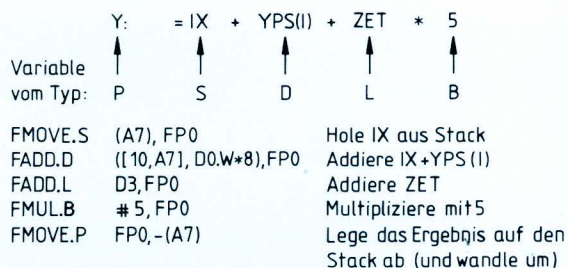 Y: = IX + YPS(I) + ZET * 5
Variable
vom Typ: P S D L B
FMOVE.S (A7), FP0 Hole IX aus Stack
FADD.D ([10,A7], D0.W*8),FP0 Addiere IX+YPS(I)
FADD.L D3,FP0 Addiere ZET
FMUL.B #5,FP0 Multipliziere mit 5
FMOVE.P FP0,-(A7) Lege das Ergebnis auf den
Stack ab (und wandle um)